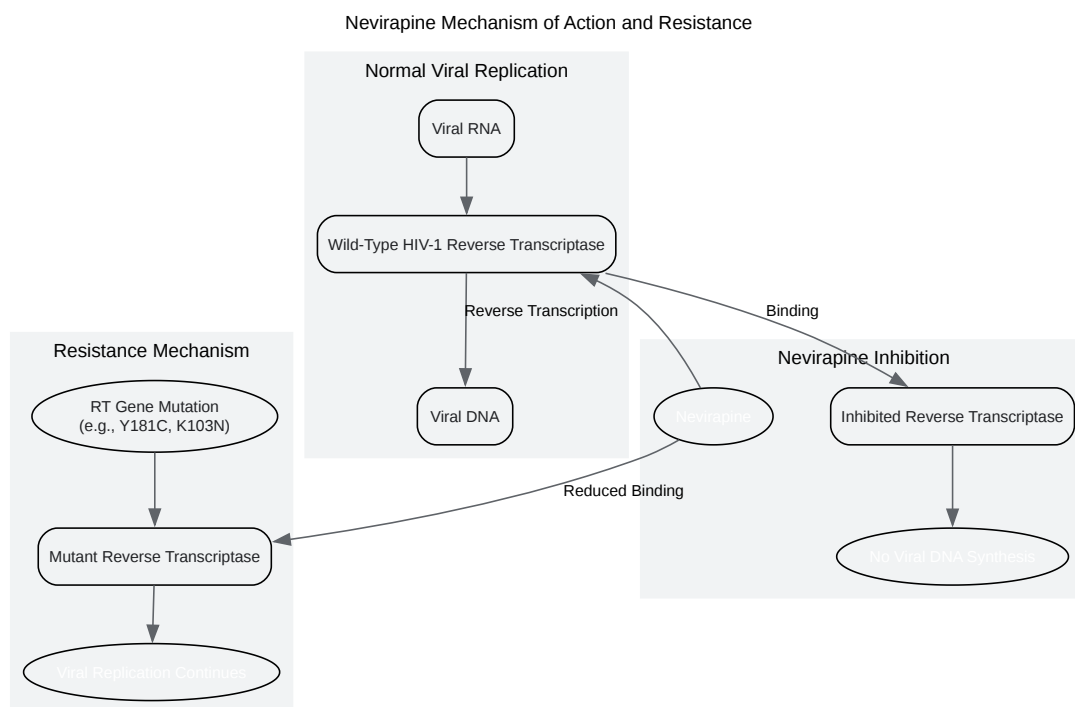 Nevirapine Mechanism of Action and Resistance
Normal Viral Replication
Viral RNA
Wild-Type HIV-1 Reverse Transcriptase
Reverse Transcription
Viral DNA
Binding
Nevirapine Inhibition
Nevirapine
Inhibited Reverse Transcriptase
No Viral DNA Synthesis
Reduced Binding
Resistance Mechanism
RT Gene Mutation
(e.g., Y181C, K103N)
Mutant Reverse Transcriptase
Viral Replication Continues